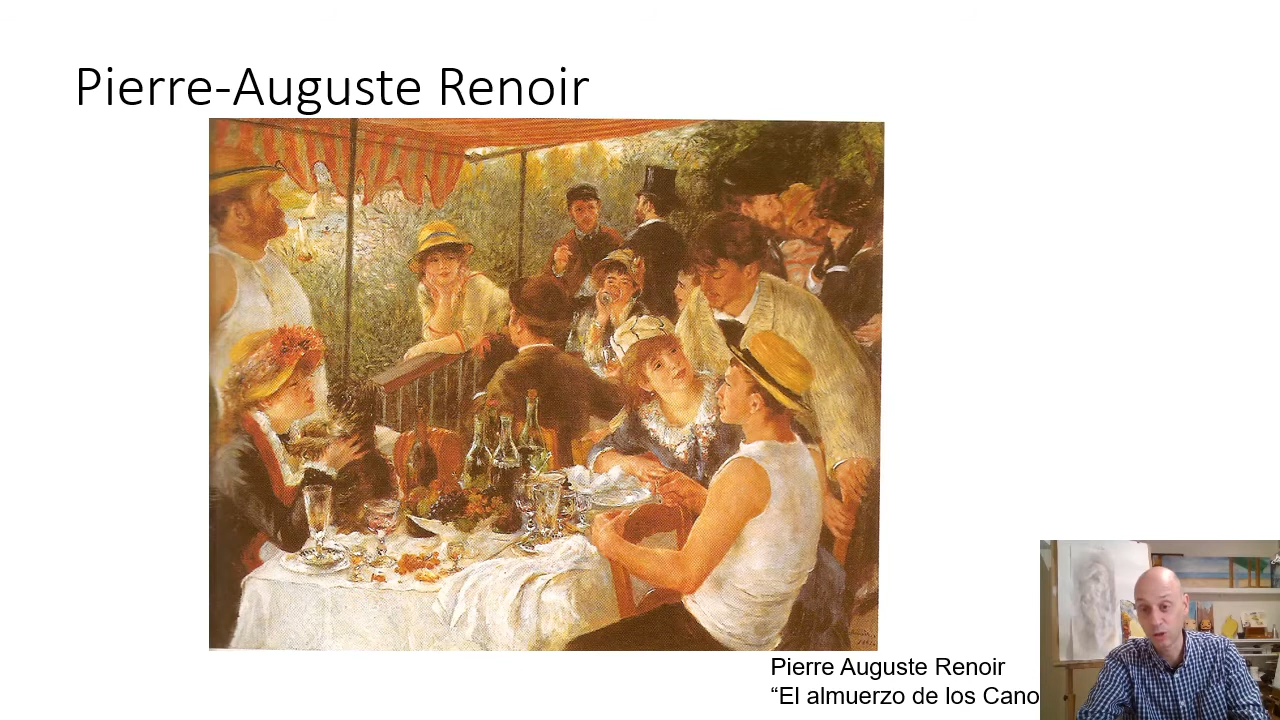 Pierre-Auguste Renoir
Pierre Auguste Renoir
“El almuerzo de los Cano